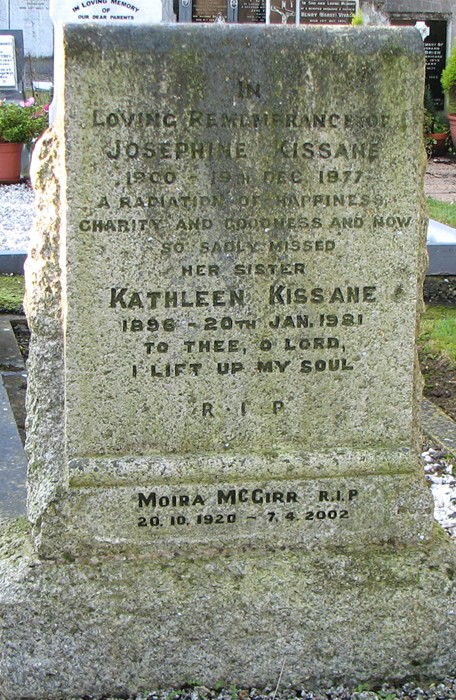 IN LOVING MEMORY
OF
OUR DEAR PARENTS
HENRY
IN
LOVING REMEMBRANCE OF
JOSEPHINE KISSANE
1900 - 19TH DEC. 1977
A RADIATION OF HAPPINESS,
CHARITY AND GOODNESS AND NOW
SO SADLY MISSED
HER SISTER
KATHLEEN KISSANE
1896 - 20TH JAN. 1981
TO THEE, O LORD,
I LIFT UP MY SOUL
R.I.P
MOIRA MCGIRR R.I.P
20.10.1920 - 7.4.2002